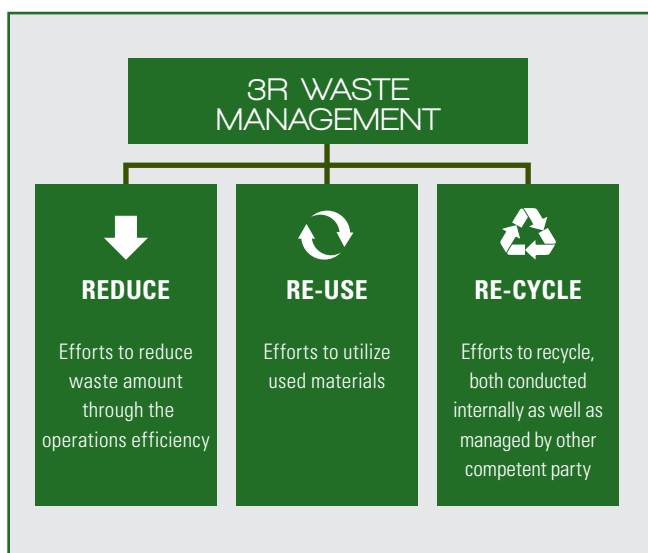 3R WASTE
MANAGEMENT
REDUCE
Efforts to reduce
waste amount
through the
operations efficiency
RE-USE
Efforts to utilize
used materials
RE-CYCLE
Efforts to recycle,
both conducted
internally as well as
managed by other
competent party